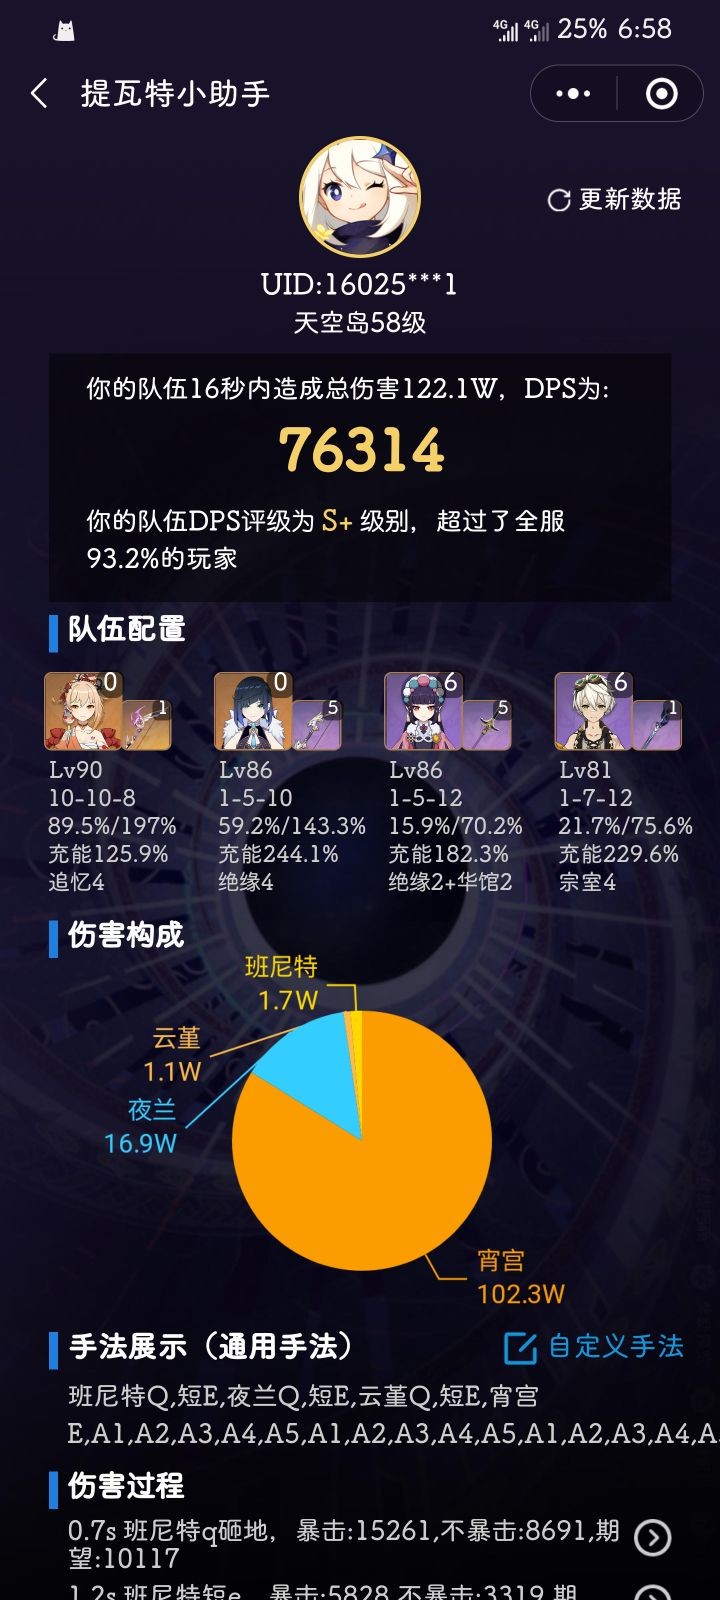 4G 4G 25% 6:58
提瓦特小助手
更新数据
UID:16025***1
天空岛58级
你的队伍16秒内造成总伤害122.1W，DPS为:
76314
你的队伍DPS评级为 S+ 级别，超过了全服
93.2%的玩家
队伍配置
0 1 0 5 6 5 6 1
Lv90 Lv86 Lv86 Lv81
10-10-8 1-5-10 1-5-12 1-7-12
89.5%/197% 59.2%/143.3% 15.9%/70.2% 21.7%/75.6%
充能125.9% 充能244.1% 充能182.3% 充能229.6%
追忆4 绝缘4 绝缘2+华馆2 宗室4
伤害构成
班尼特
1.7W
云堇
1.1W
夜兰
16.9W
宵宫
102.3W
手法展示（通用手法） 自定义手法
班尼特Q,短E,夜兰Q,短E,云堇Q,短E,宵宫
E,A1,A2,A3,A4,A5,A1,A2,A3,A4,A5,A1,A2,A3,A4,A5
伤害过程
0.7s 班尼特q砸地，暴击:15261,不暴击:8691,期
望:10117
1.2s 班尼特短e，暴击:5828,不暴击:3319,期